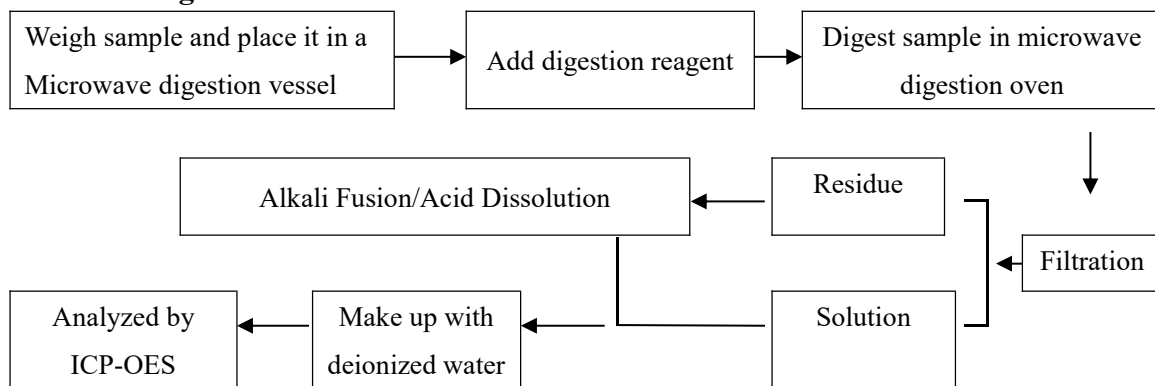 Weigh sample and place it in a
Microwave digestion vessel
Add digestion reagent
Digest sample in microwave
digestion oven
Alkali Fusion/Acid Dissolution
Residue
Filtration
Analyzed by
ICP-OES
Make up with
deionized water
Solution